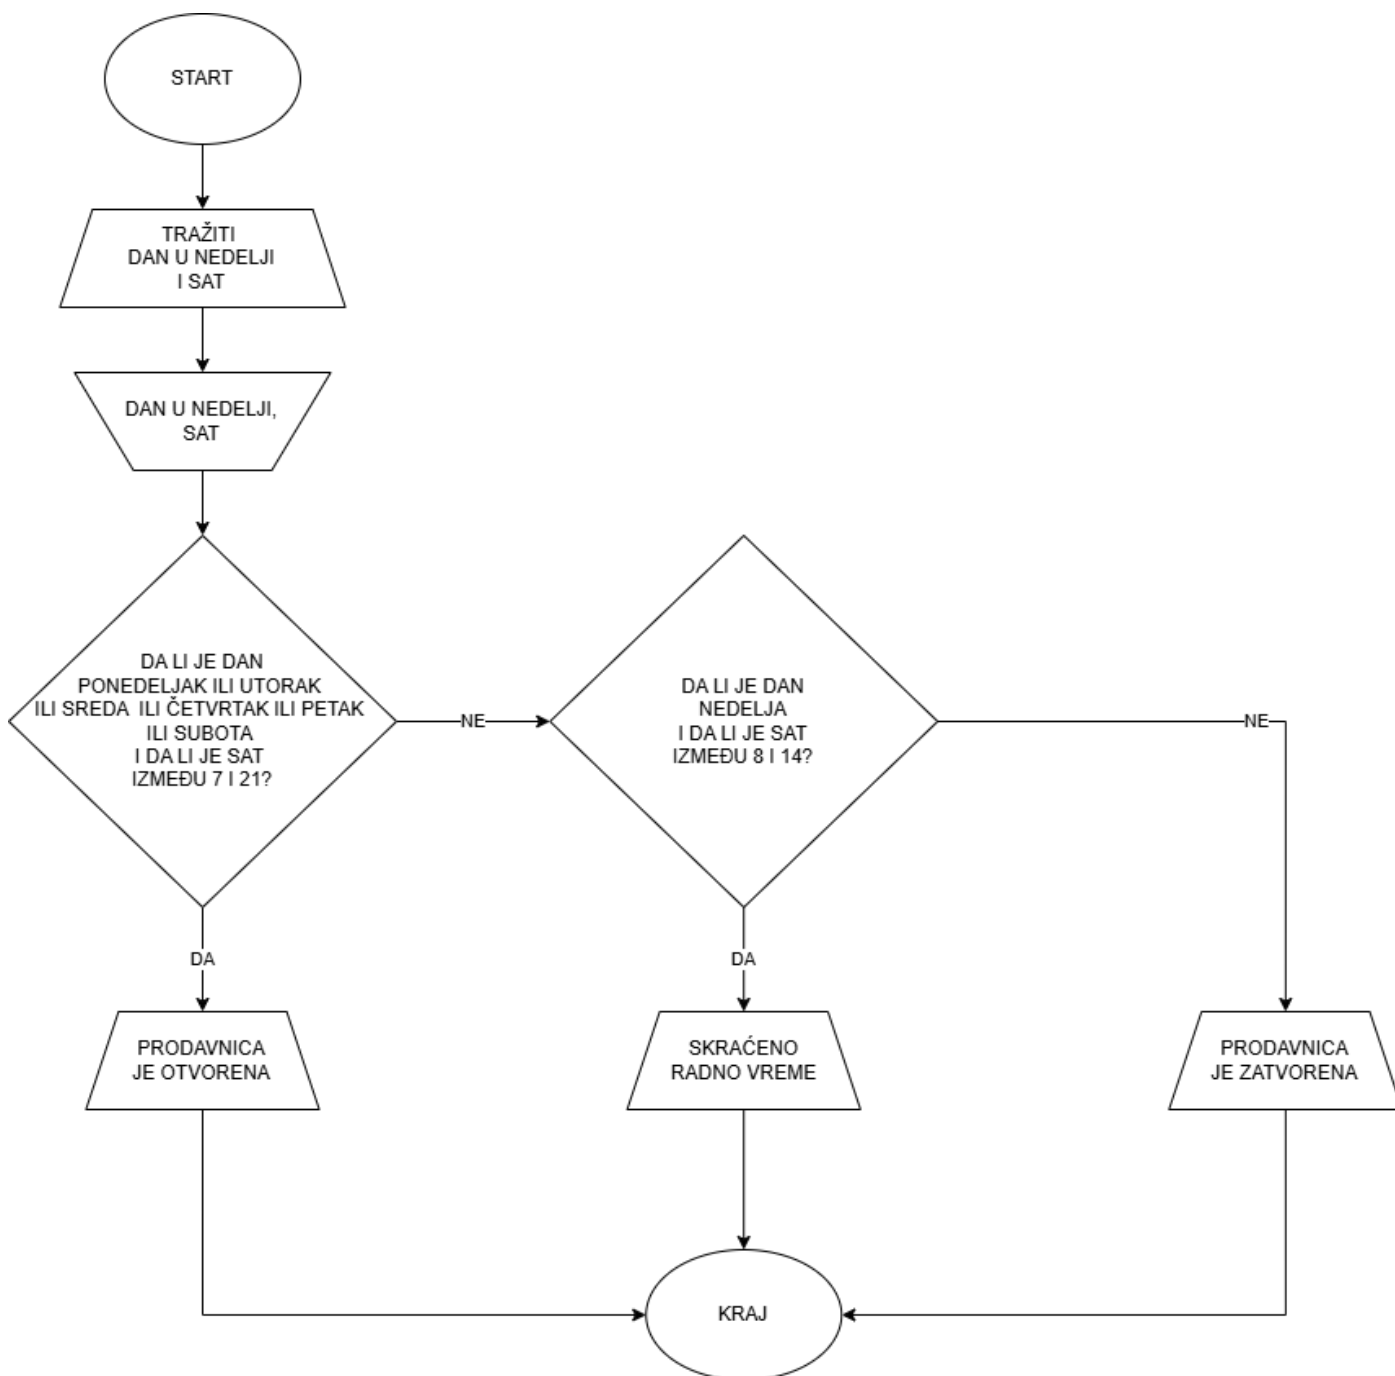 START
TRAŽITI
DAN U NEDELJI
I SAT
DAN U NEDELJI,
SAT
DA LI JE DAN
PONEDELJAK ILI UTORAK
ILI SREDA ILI ČETVRTAK ILI PETAK
ILI SUBOTA
I DA LI JE SAT
IZMEĐU 7 I 21?
NE
DA LI JE DAN
NEDELJA
I DA LI JE SAT
IZMEĐU 8 I 14?
NE
DA
DA
PRODAVNICA
JE OTVORENA
SKRAĆENO
RADNO VREME
PRODAVNICA
JE ZATVORENA
KRAJ